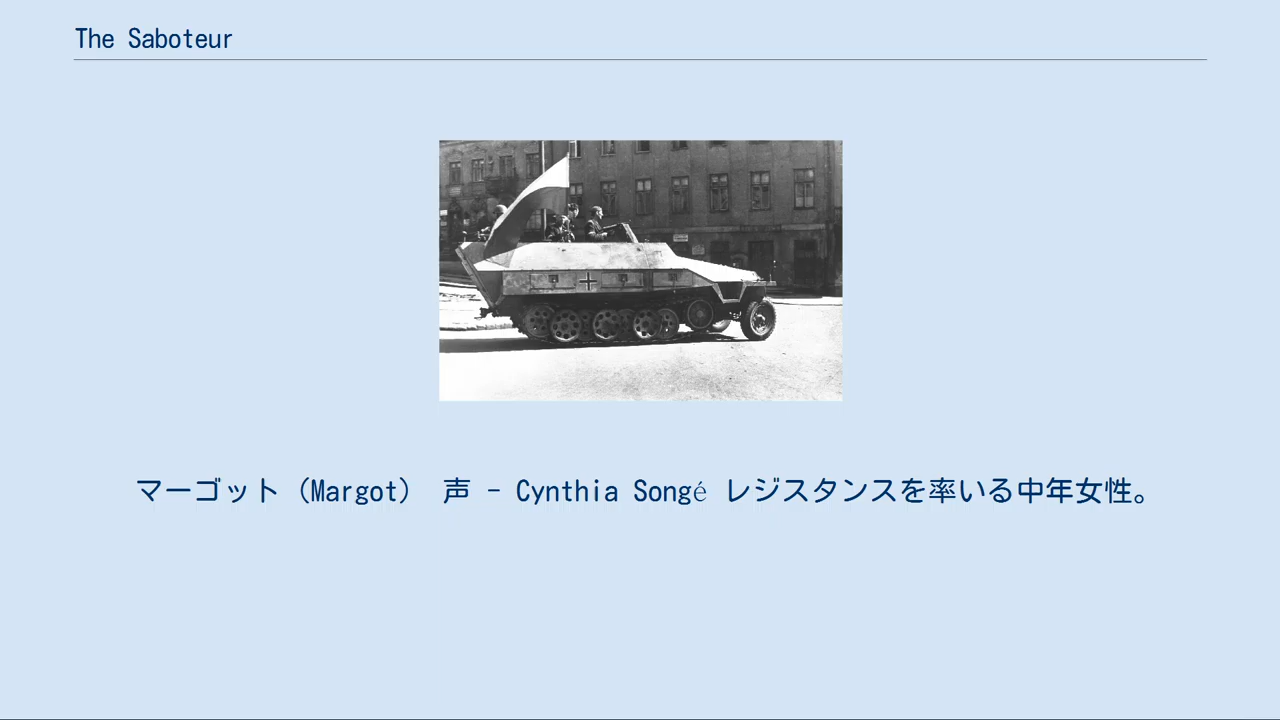 The Saboteur
マーゴット（Margot） 声 - Cynthia Songé レジスタンスを率いる中年女性。